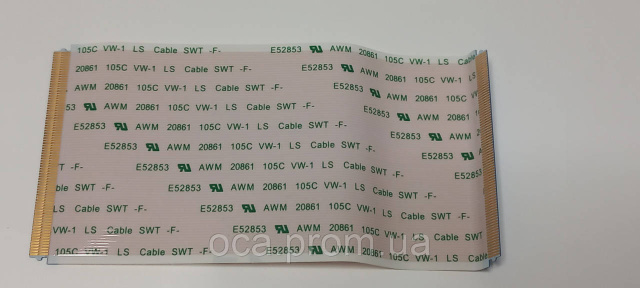 105C VW-1 LS Cable SWT -F- E52853 AWM 20861 105C VW-1 LS Cable
20861 105C VW-1 LS Cable SWT -F- E52853 AWM 20861 105C VW-1
AWM 20861 105C VW-1 LS Cable SWT -F- E52853 AWM 20861 105C
53 AWM 20861 105C VW-1 LS Cable SWT -F- E52853 AWM 20861
E52853 AWM 20861 105C VW-1 LS Cable SWT -F- E52853 AWM
E52853 AWM 20861 105C VW-1 LS Cable SWT -F- E52853
T -F- E52853 AWM 20861 105C VW-1 LS Cable SWT -F- E5285
ble SWT -F- E52853 AWM 20861 105C VW-1 LS Cable SWT -F-
LS Cable SWT -F- E52853 AWM 20861 105C VW-1 LS Cable SWT -F-
LS Cable SWT -F- E52853 AWM 20861 105C VW-1 LS Cable SWT
105C VW-1 LS Cable SWT -F- E52853 AWM 20861 105C VW-1 LS Cable
oca.prom.ua